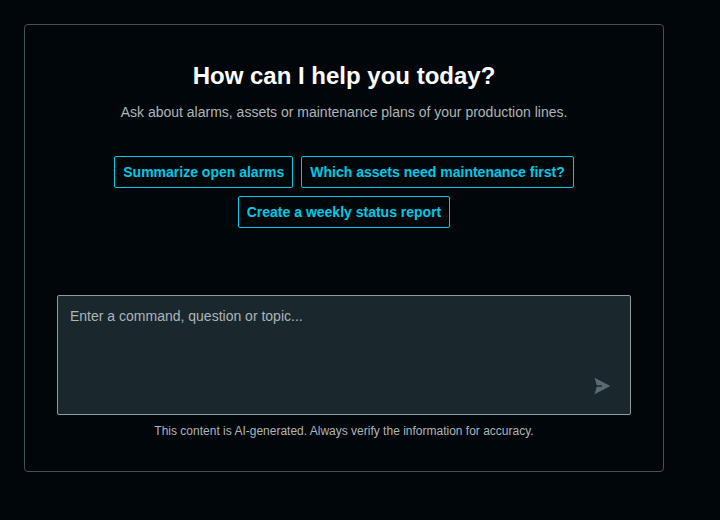 How can I help you today?
Ask about alarms, assets or maintenance plans of your production lines.
Summarize open alarms
Which assets need maintenance first?
Create a weekly status report
Enter a command, question or topic...
This content is AI-generated. Always verify the information for accuracy.